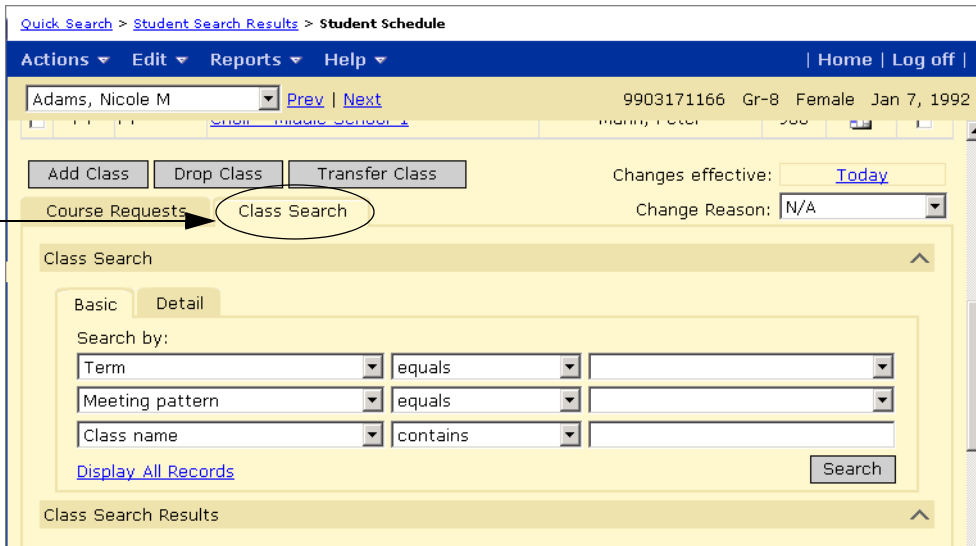 Quick Search > Student Search Results > Student Schedule
Actions Edit Reports Help | Home | Log off |
Adams, Nicole M Prev | Next 9903171166 Gr-8 Female Jan 7, 1992
Add Class Drop Class Transfer Class Changes effective: Today
Course Requests Class Search Change Reason: N/A
Class Search
Basic Detail
Search by:
Term equals
Meeting pattern equals
Class name contains
Display All Records Search
Class Search Results